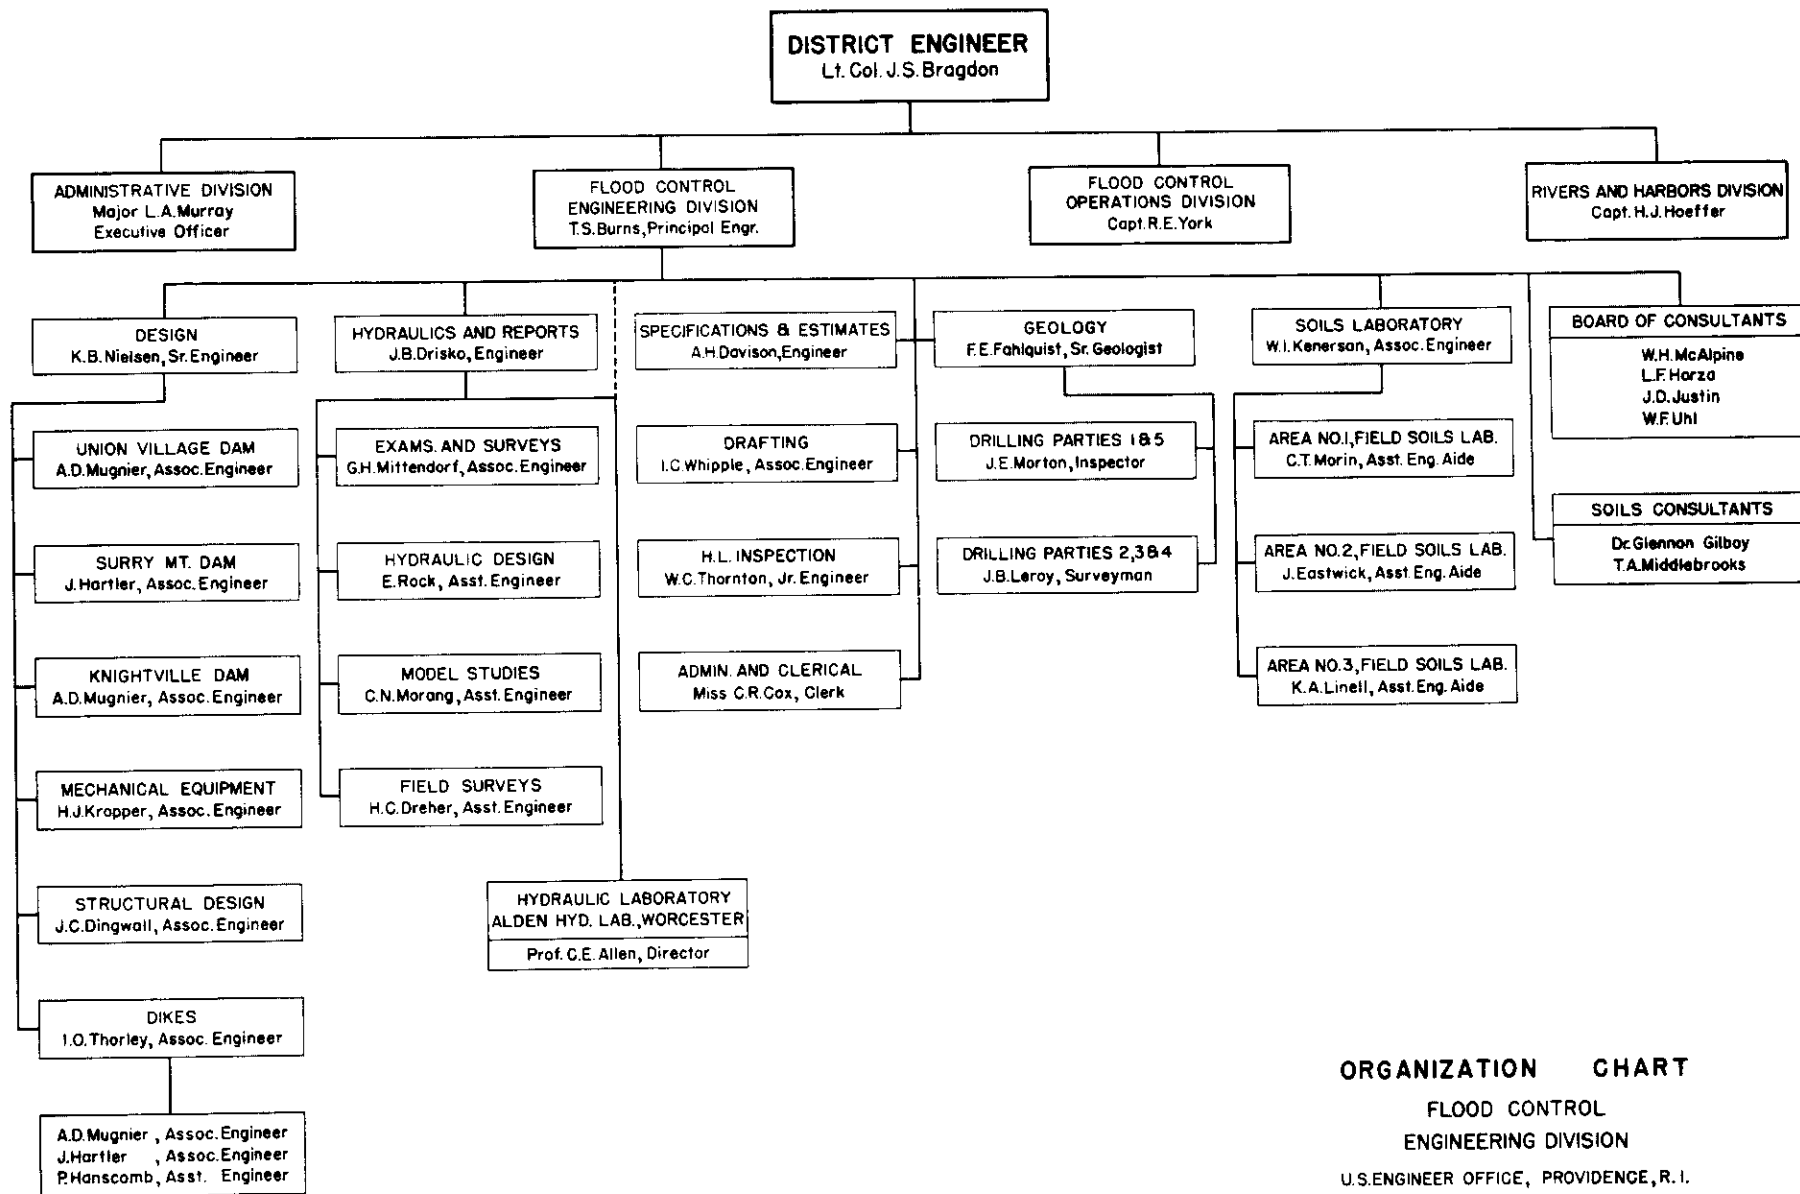 DISTRICT ENGINEER
Lt. Col. J.S. Bragdon
ADMINISTRATIVE DIVISION
Major L.A. Murray
Executive Officer
FLOOD CONTROL
ENGINEERING DIVISION
T.S. Burns, Principal Engr.
FLOOD CONTROL
OPERATIONS DIVISION
Capt. R.E. York
RIVERS AND HARBORS DIVISION
Capt. H.J. Hoeffer
DESIGN
K.B. Nielsen, Sr. Engineer
HYDRAULICS AND REPORTS
J.B. Drisko, Engineer
SPECIFICATIONS & ESTIMATES
A.H. Davison, Engineer
GEOLOGY
F.E. Fahlquist, Sr. Geologist
SOILS LABORATORY
W.I. Kenersan, Assoc. Engineer
BOARD OF CONSULTANTS
W.H. McAlpine
L.F. Harza
J.D. Justin
W.F. Uhl
UNION VILLAGE DAM
A.D. Mugnier, Assoc. Engineer
EXAMS. AND SURVEYS
G.H. Mittendorf, Assoc. Engineer
DRAFTING
I.C. Whipple, Assoc. Engineer
DRILLING PARTIES 1 & 5
J.E. Morton, Inspector
AREA NO. 1, FIELD SOILS LAB.
C.T. Morin, Asst. Eng. Aide
SOILS CONSULTANTS
Dr. Glennon Gilboy
T.A. Middlebrooks
SURRY MT. DAM
J. Hartler, Assoc. Engineer
HYDRAULIC DESIGN
E. Rock, Asst. Engineer
H.L. INSPECTION
W.C. Thornton, Jr. Engineer
DRILLING PARTIES 2, 3 & 4
J.B. Leroy, Surveyman
AREA NO. 2, FIELD SOILS LAB.
J. Eastwick, Asst. Eng. Aide
KNIGHTVILLE DAM
A.D. Mugnier, Assoc. Engineer
MODEL STUDIES
C.N. Morang, Asst. Engineer
ADMIN. AND CLERICAL
Miss C.R. Cox, Clerk
AREA NO. 3, FIELD SOILS LAB.
K.A. Linell, Asst. Eng. Aide
MECHANICAL EQUIPMENT
H.J. Kropper, Assoc. Engineer
FIELD SURVEYS
H.C. Dreher, Asst. Engineer
STRUCTURAL DESIGN
J.C. Dingwall, Assoc. Engineer
HYDRAULIC LABORATORY
ALDEN HYD. LAB., WORCESTER
Prof. C.E. Allen, Director
DIKES
I.O. Thorley, Assoc. Engineer
A.D. Mugnier, Assoc. Engineer
J. Hartler, Assoc. Engineer
P. Hanscomb, Asst. Engineer
ORGANIZATION CHART
FLOOD CONTROL
ENGINEERING DIVISION
U.S. ENGINEER OFFICE, PROVIDENCE, R.I.